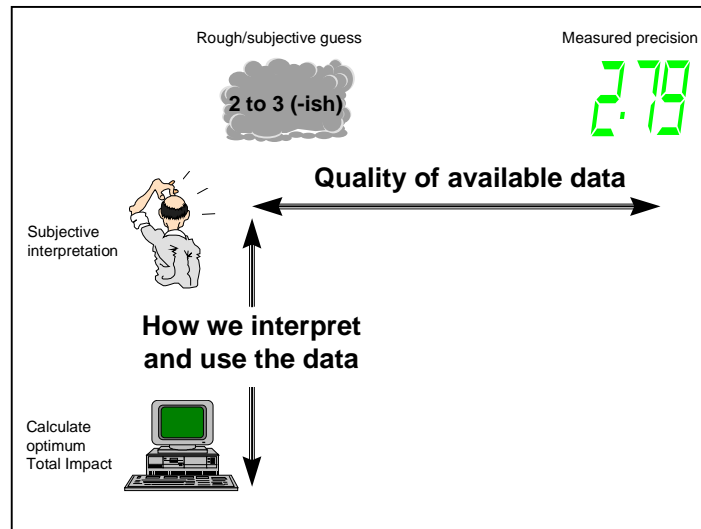 Rough/subjective guess
Measured precision
2 to 3 (-ish)
2.79
Quality of available data
Subjective
interpretation
How we interpret
and use the data
Calculate
optimum
Total Impact